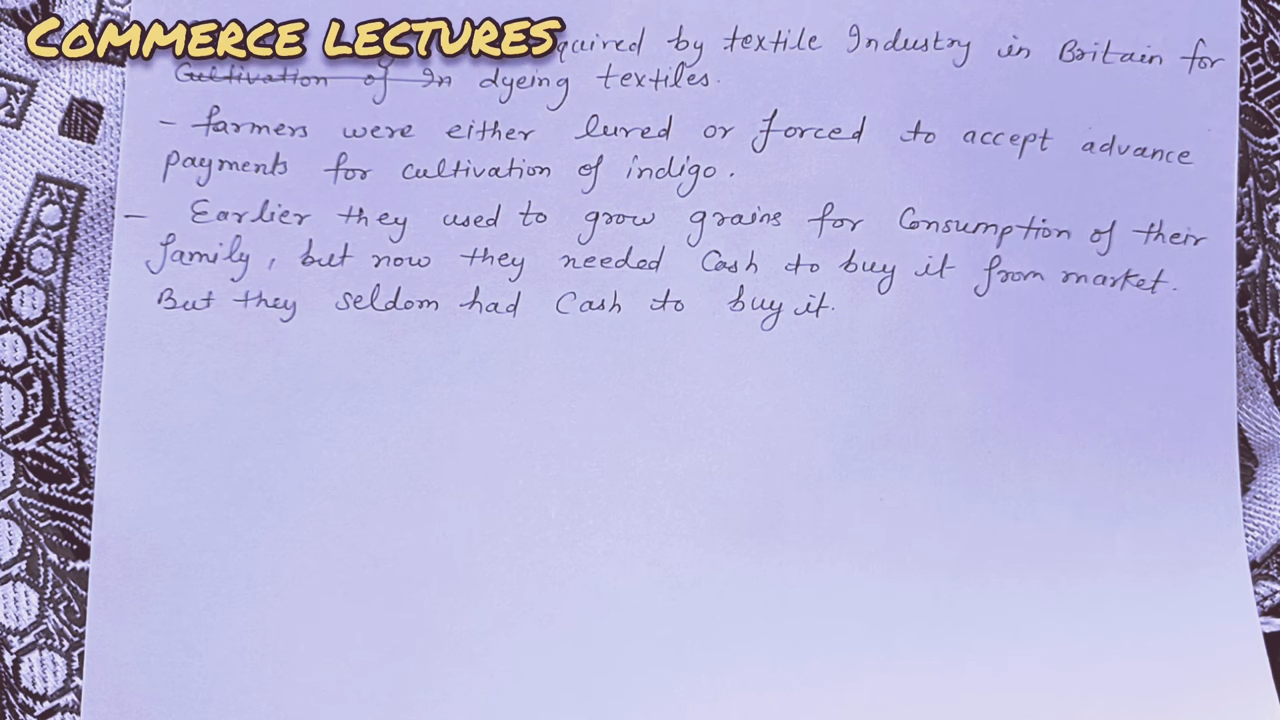 COMMERCE LECTURES
quired by textile Industry in Britain for
Cultivation of In dyeing textiles.
- farmers were either lured or forced to accept advance
payments for cultivation of indigo.
- Earlier they used to grow grains for Consumption of their
family, but now they needed Cash to buy it from market.
But they seldom had Cash to buy it.